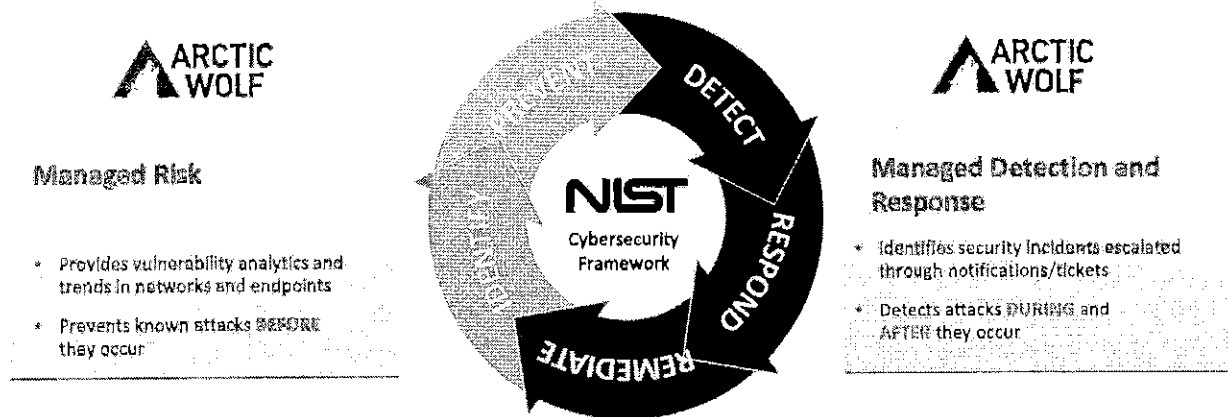 ARCTIC
WOLF
Managed Risk
• Provides vulnerability analytics and
trends in networks and endpoints
• Prevents known attacks BEFORE
they occur
IDENTIFY
PREVENT
DETECT
RESPOND
REMEDIATE
NIST
Cybersecurity
Framework
ARCTIC
WOLF
Managed Detection and
Response
• Identifies security incidents escalated
through notifications/tickets
• Detects attacks DURING and
AFTER they occur